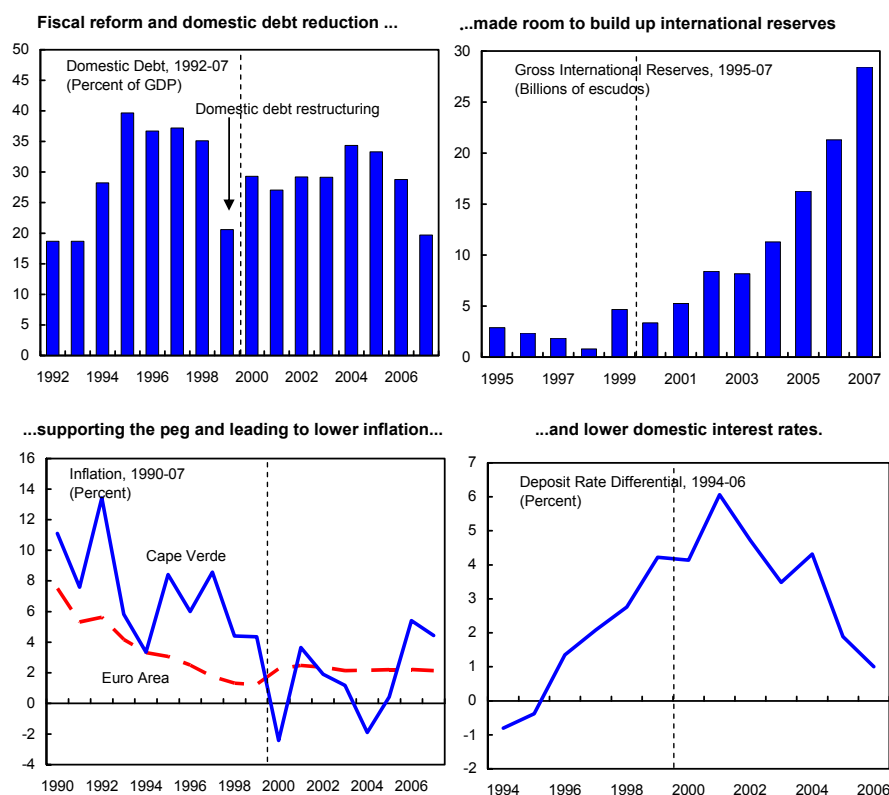 Fiscal reform and domestic debt reduction ...
50
45
40
35
30
25
20
15
10
5
0
Domestic Debt, 1992-07
(Percent of GDP)
Domestic debt restructuring
1992 1994 1996 1998 2000 2002 2004 2006
...made room to build up international reserves
30
25
20
15
10
5
0
Gross International Reserves, 1995-07
(Billions of escudos)
1995 1997 1999 2001 2003 2005 2007
...supporting the peg and leading to lower inflation...
16
14
12
10
8
6
4
2
0
-2
-4
Inflation, 1990-07
(Percent)
Cape Verde
Euro Area
1990 1992 1994 1996 1998 2000 2002 2004 2006
...and lower domestic interest rates.
7
6
5
4
3
2
1
0
-1
-2
Deposit Rate Differential, 1994-06
(Percent)
1994 1996 1998 2000 2002 2004 2006